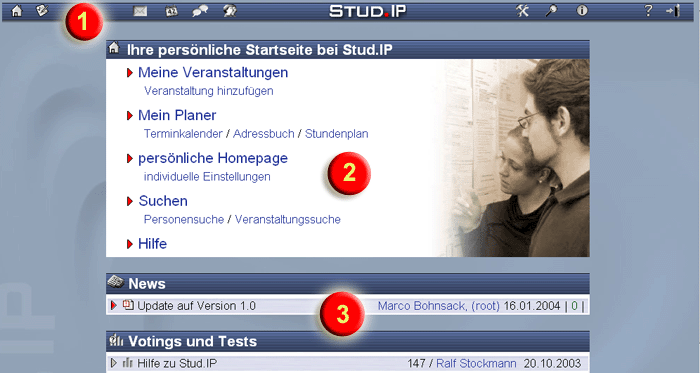 1
STUD.IP
?
Ihre persönliche Startseite bei Stud.IP
Meine Veranstaltungen
Veranstaltung hinzufügen
Mein Planer
Terminkalender / Adressbuch / Stundenplan
persönliche Homepage
individuelle Einstellungen
2
Suchen
Personensuche / Veranstaltungssuche
Hilfe
News
Update auf Version 1.0 Marco Bohnsack, (root) 16.01.2004 | 0 |
3
Votings und Tests
Hilfe zu Stud.IP 147 / Ralf Stockmann 20.10.2003
IP